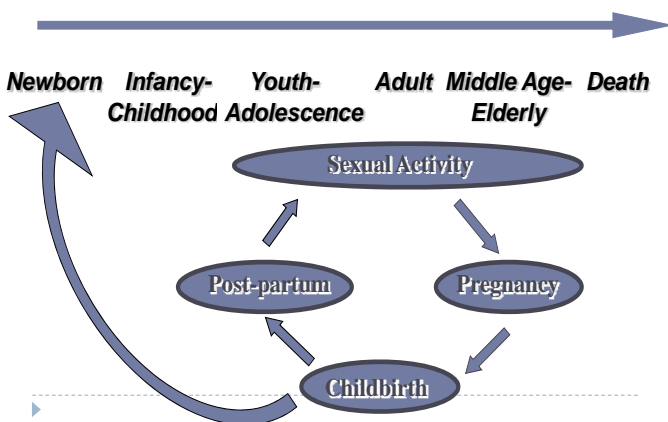 Newborn Infancy- Youth- Adult Middle Age- Death
Childhood Adolescence Elderly
Sexual Activity
Post-partum Pregnancy
Childbirth